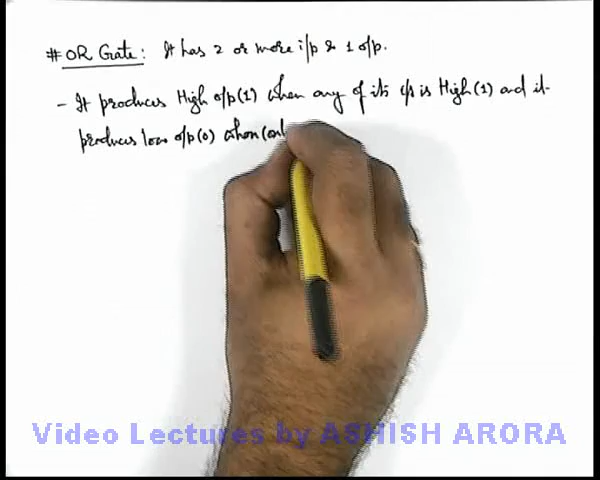 # OR Gate: It has 2 or more i/p & 1 o/p.
- It produces High o/p(1) when any of its i/p is High(1) and it
produces low o/p(0) when(onl
Video Lectures by ASHISH ARORA